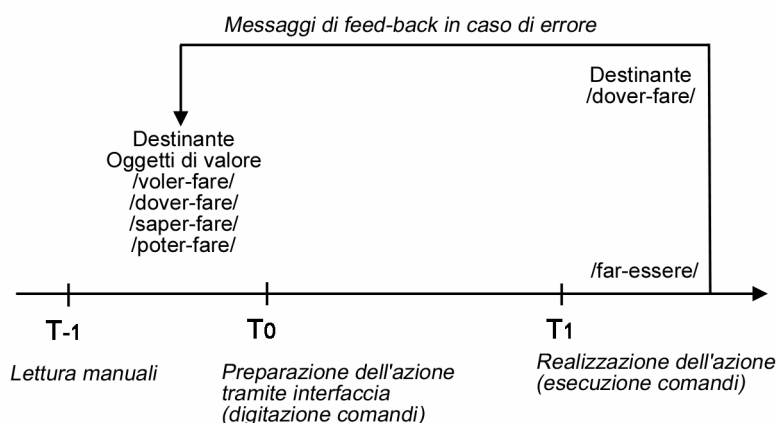 Messaggi di feed-back in caso di errore
Destinante
/dover-fare/
Destinante
Oggetti di valore
/voler-fare/
/dover-fare/
/saper-fare/
/poter-fare/
/far-essere/
T-1
T0
T1
Lettura manuali
Preparazione dell'azione
tramite interfaccia
(digitazione comandi)
Realizzazione dell'azione
(esecuzione comandi)